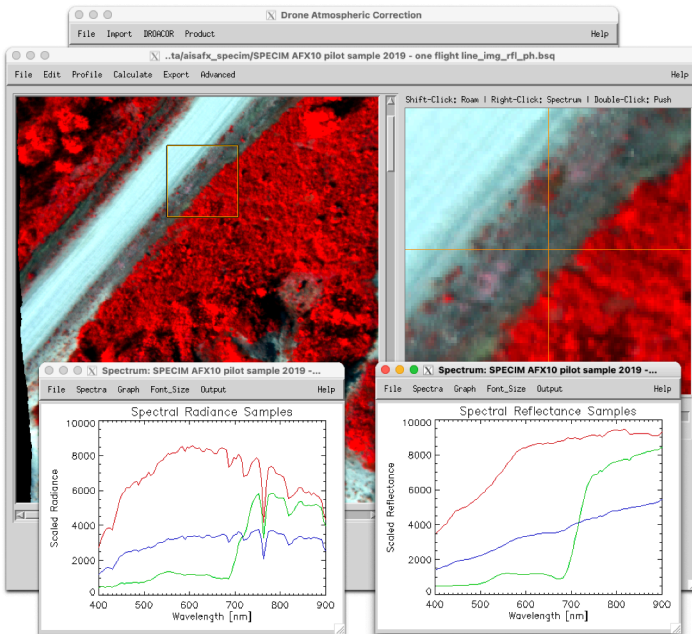 Drone Atmospheric Correction
File Import DROACOR Product Help
..ta/aisafx_specim/SPECIM AFX10 pilot sample 2019 - one flight line_img_rfl_ph.bsq
File Edit Profile Calculate Export Advanced Help
Shift-Click: Roam | Right-Click: Spectrum | Double-Click: Push
Spectrum: SPECIM AFX10 pilot sample 2019 -...
File Spectra Graph Font_Size Output Help
Spectral Radiance Samples
Scaled Radiance
10000
8000
6000
4000
2000
0
400 500 600 700 800 900
Wavelength [nm]
Spectrum: SPECIM AFX10 pilot sample 2019 -...
File Spectra Graph Font_Size Output Help
Spectral Reflectance Samples
Scaled Reflectance
10000
8000
6000
4000
2000
0
400 500 600 700 800 900
Wavelength [nm]